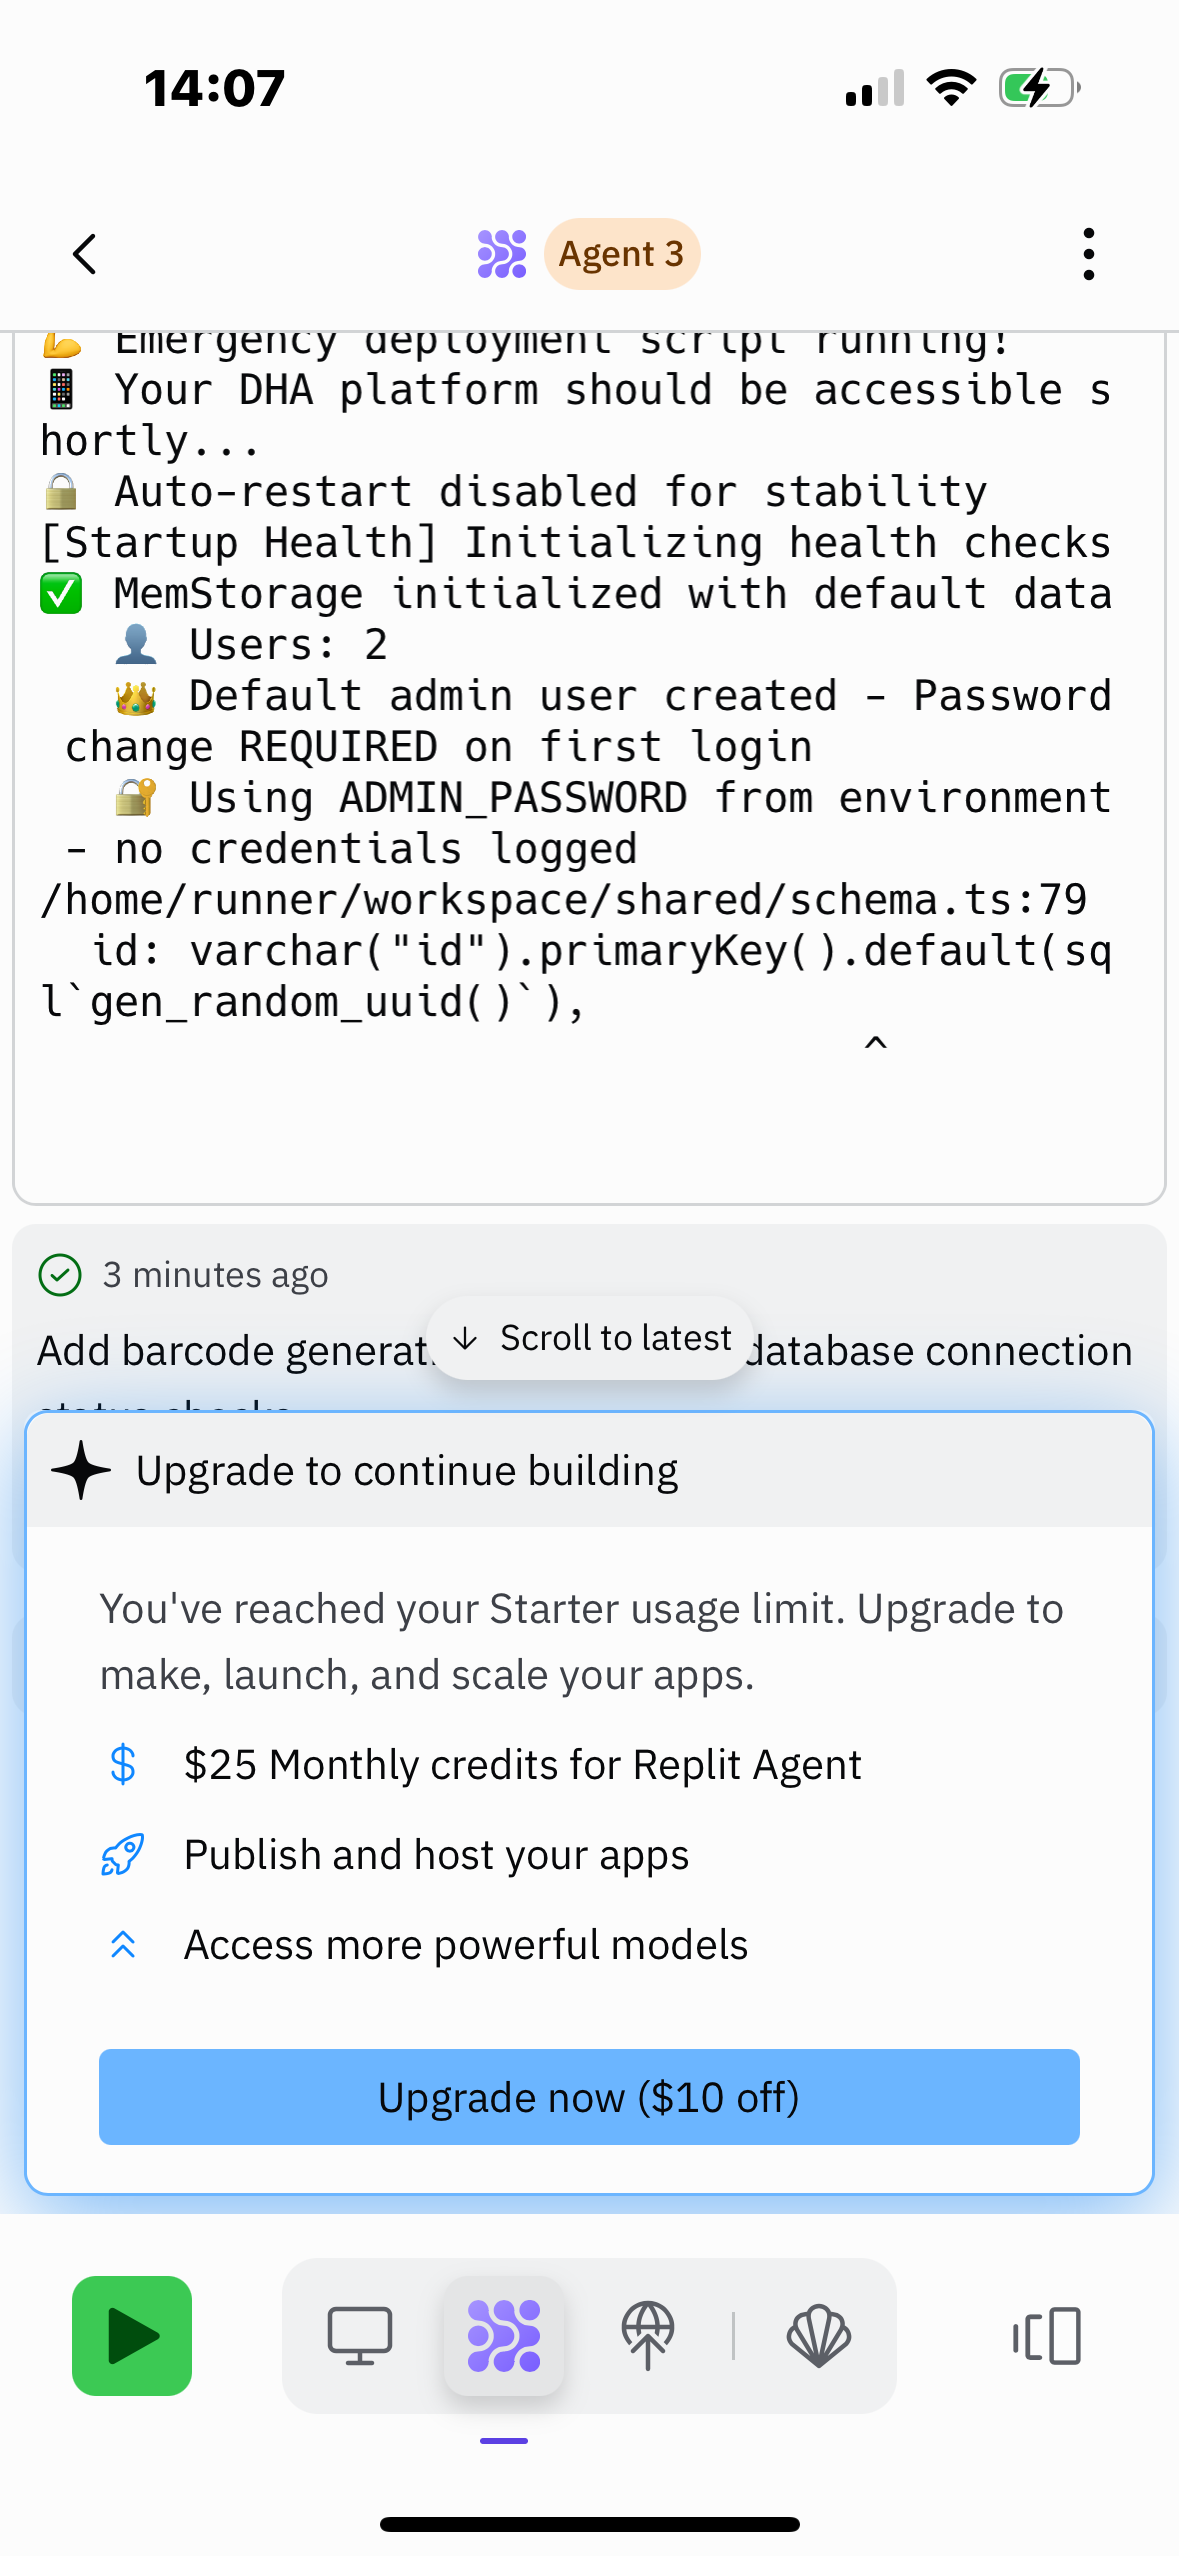 14:07
Agent 3
💪 Emergency deployment script running!
📱 Your DHA platform should be accessible s
hortly...
🔒 Auto-restart disabled for stability
[Startup Health] Initializing health checks
✅ MemStorage initialized with default data
👤 Users: 2
👑 Default admin user created - Password
change REQUIRED on first login
🔐 Using ADMIN_PASSWORD from environment
- no credentials logged
/home/runner/workspace/shared/schema.ts:79
id: varchar("id").primaryKey().default(sq
l`gen_random_uuid()`),
^
3 minutes ago
Add barcode database connection
status checks
Scroll to latest
Upgrade to continue building
You've reached your Starter usage limit. Upgrade to
make, launch, and scale your apps.
$25 Monthly credits for Replit Agent
Publish and host your apps
Access more powerful models
Upgrade now ($10 off)